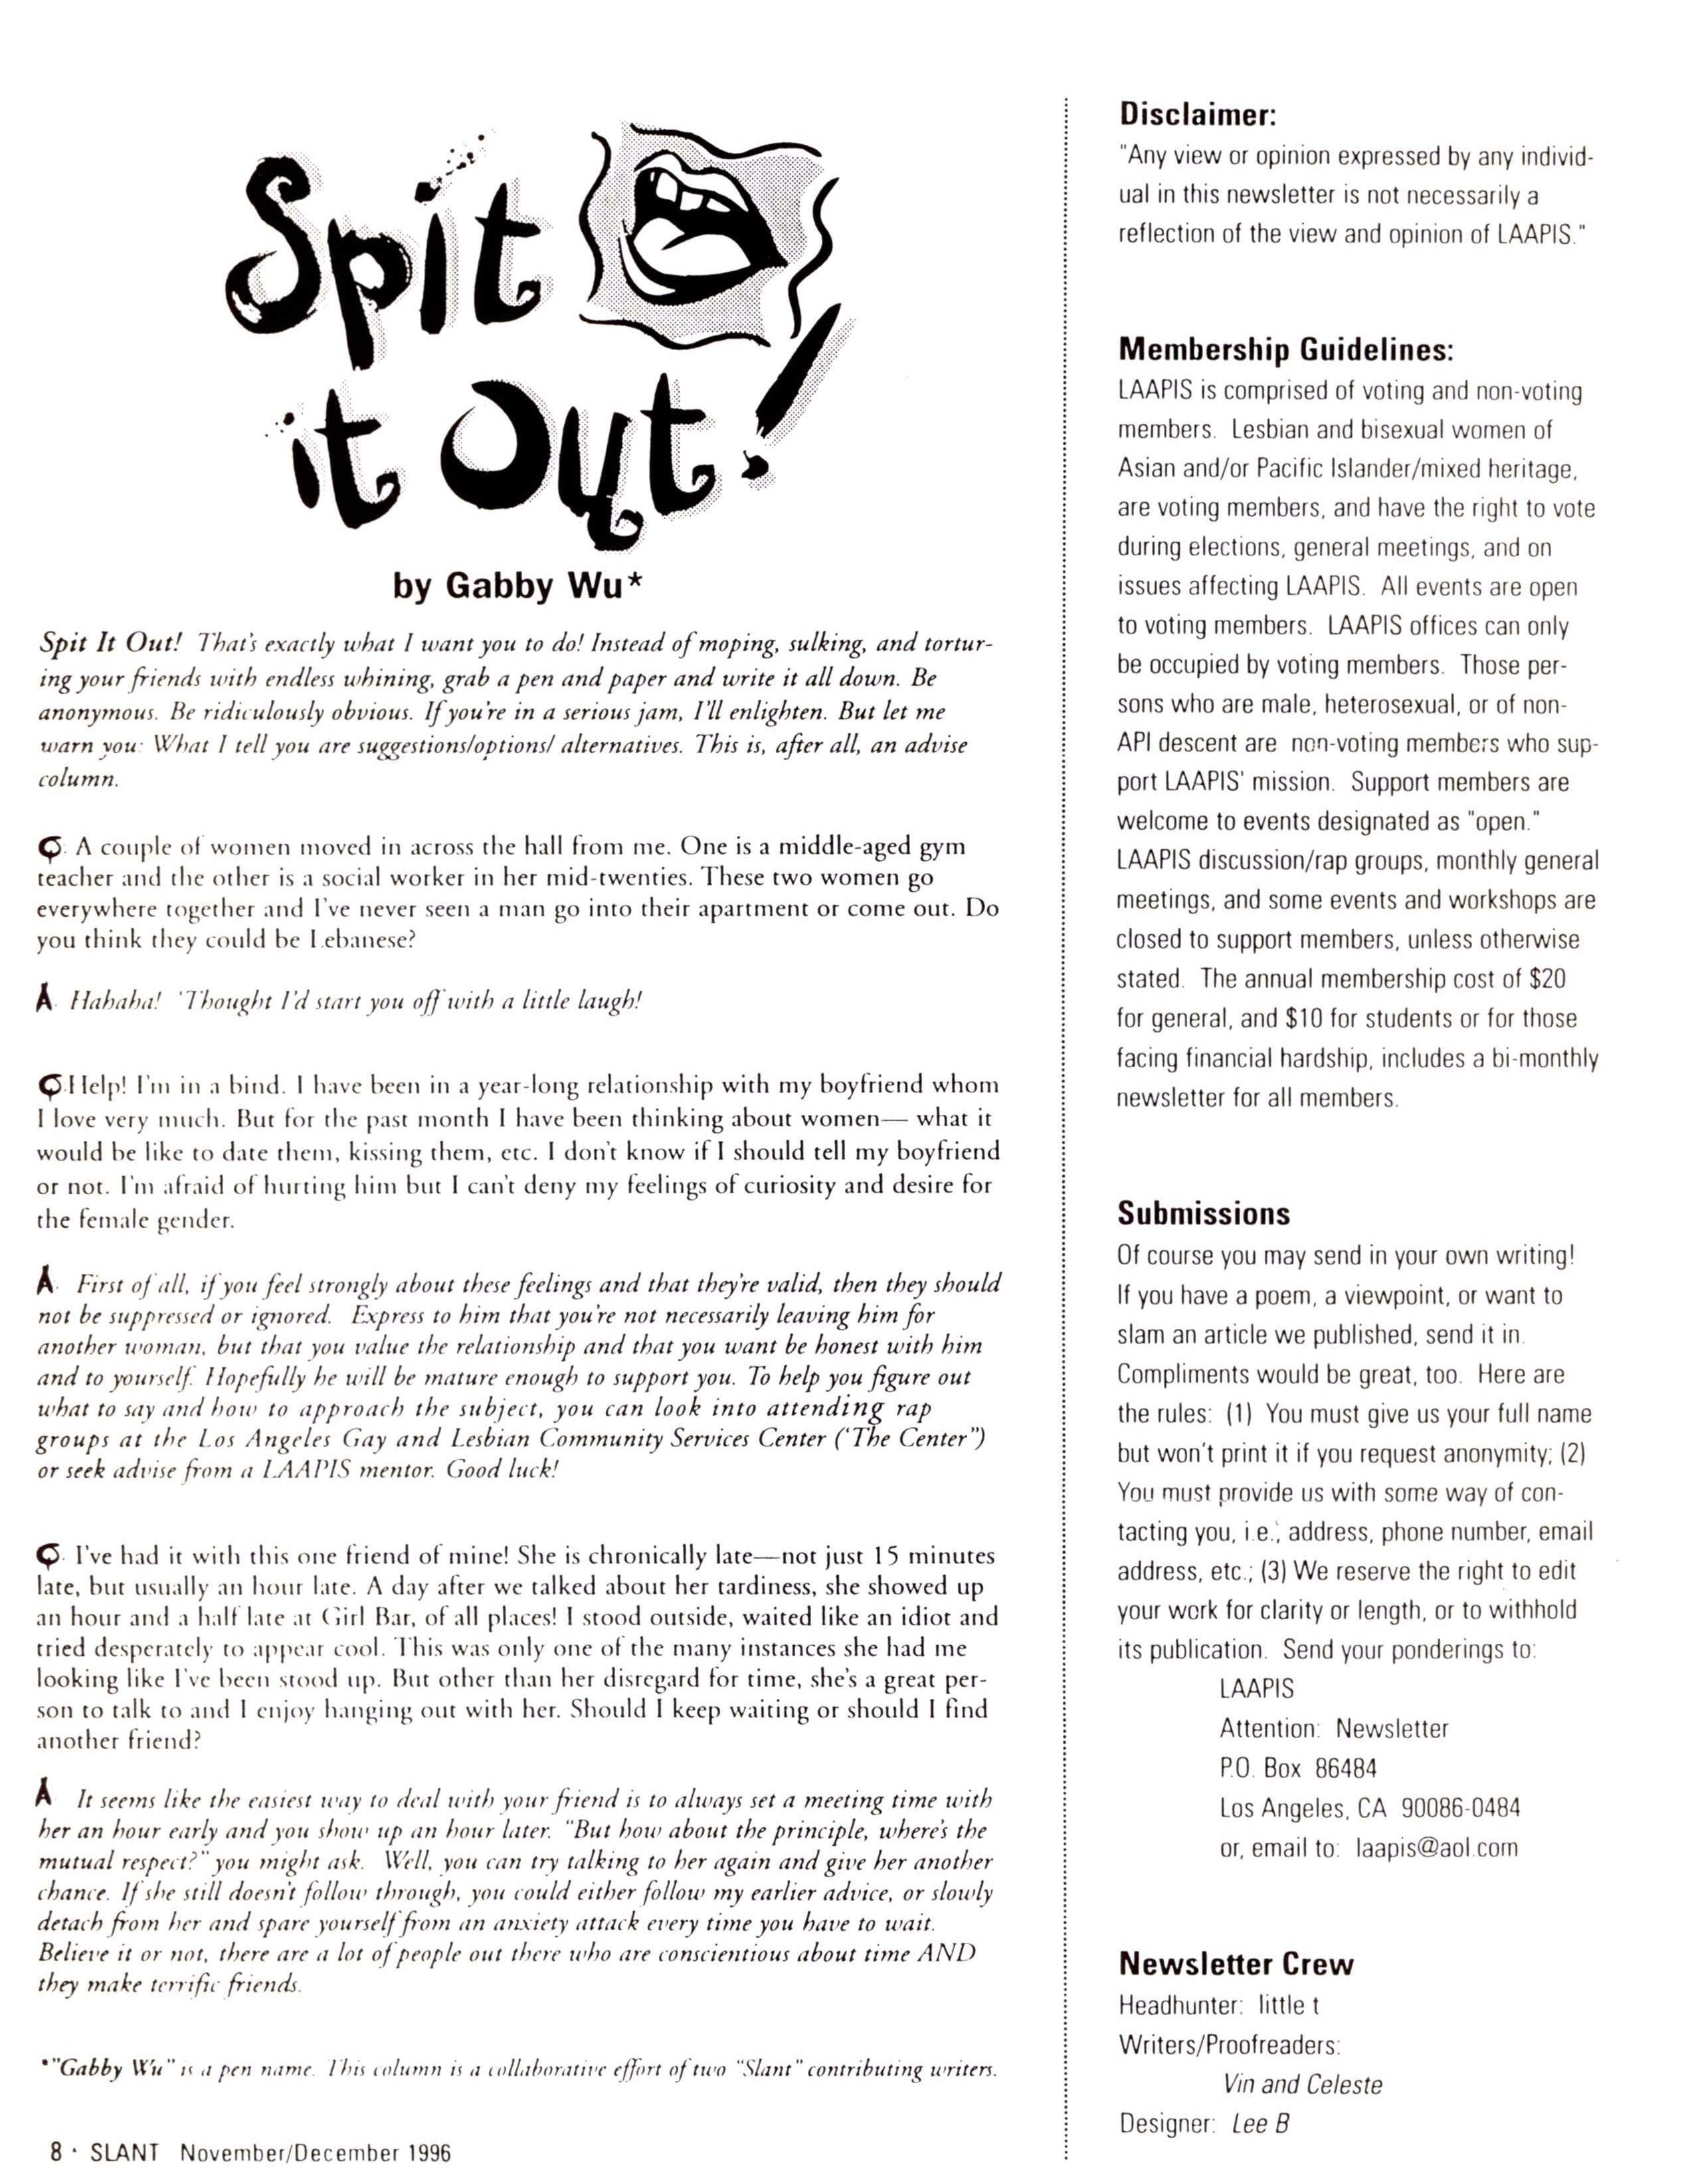 Spit
it Out!
by Gabby Wu*
Spit It Out! That's exactly what I want you to do! Instead of moping, sulking, and tortur-
ing your friends with endless whining, grab a pen and paper and write it all down. Be
anonymous. Be ridiculously obvious. If you're in a serious jam, I'll enlighten. But let me
warn you: What I tell you are suggestions/options/ alternatives. This is, after all, an advise
column.
Q. A couple of women moved in across the hall from me. One is a middle-aged gym
teacher and the other is a social worker in her mid-twenties. These two women go
everywhere together and I've never seen a man go into their apartment or come out. Do
you think they could be Lebanese?
A. Hahaha! 'Thought I'd start you off with a little laugh!
Q. Help! I'm in a bind. I have been in a year-long relationship with my boyfriend whom
I love very much. But for the past month I have been thinking about women— what it
would be like to date them, kissing them, etc. I don't know if I should tell my boyfriend
or not. I'm afraid of hurting him but I can't deny my feelings of curiosity and desire for
the female gender.
A. First of all, if you feel strongly about these feelings and that they're valid, then they should
not be suppressed or ignored. Express to him that you're not necessarily leaving him for
another woman, but that you value the relationship and that you want be honest with him
and to yourself. Hopefully he will be mature enough to support you. To help you figure out
what to say and how to approach the subject, you can look into attending rap
groups at the Los Angeles Gay and Lesbian Community Services Center ('The Center")
or seek advise from a LAAPIS mentor. Good luck!
Q. I've had it with this one friend of mine! She is chronically late—not just 15 minutes
late, but usually an hour late. A day after we talked about her tardiness, she showed up
an hour and a half late at Girl Bar, of all places! I stood outside, waited like an idiot and
tried desperately to appear cool. This was only one of the many instances she had me
looking like I've been stood up. But other than her disregard for time, she's a great per-
son to talk to and I enjoy hanging out with her. Should I keep waiting or should I find
another friend?
A It seems like the easiest way to deal with your friend is to always set a meeting time with
her an hour early and you show up an hour later. "But how about the principle, where's the
mutual respect?" you might ask. Well, you can try talking to her again and give her another
chance. If she still doesn't follow through, you could either follow my earlier advice, or slowly
detach from her and spare yourself from an anxiety attack every time you have to wait.
Believe it or not, there are a lot of people out there who are conscientious about time AND
they make terrific friends.
*"Gabby Wu" is a pen name. This column is a collaborative effort of two "Slant" contributing writers.
8 · SLANT November/December 1996
Disclaimer:
"Any view or opinion expressed by any individ-
ual in this newsletter is not necessarily a
reflection of the view and opinion of LAAPIS."
Membership Guidelines:
LAAPIS is comprised of voting and non-voting
members. Lesbian and bisexual women of
Asian and/or Pacific Islander/mixed heritage,
are voting members, and have the right to vote
during elections, general meetings, and on
issues affecting LAAPIS. All events are open
to voting members. LAAPIS offices can only
be occupied by voting members. Those per-
sons who are male, heterosexual, or of non-
API descent are non-voting members who sup-
port LAAPIS' mission. Support members are
welcome to events designated as "open."
LAAPIS discussion/rap groups, monthly general
meetings, and some events and workshops are
closed to support members, unless otherwise
stated. The annual membership cost of $20
for general, and $10 for students or for those
facing financial hardship, includes a bi-monthly
newsletter for all members.
Submissions
Of course you may send in your own writing!
If you have a poem, a viewpoint, or want to
slam an article we published, send it in.
Compliments would be great, too. Here are
the rules: (1) You must give us your full name
but won't print it if you request anonymity; (2)
You must provide us with some way of con-
tacting you, i.e., address, phone number, email
address, etc.; (3) We reserve the right to edit
your work for clarity or length, or to withhold
its publication. Send your ponderings to:
LAAPIS
Attention: Newsletter
P.O. Box 86484
Los Angeles, CA 90086-0484
or, email to: laapis@aol.com
Newsletter Crew
Headhunter: little t
Writers/Proofreaders:
Vin and Celeste
Designer: Lee B